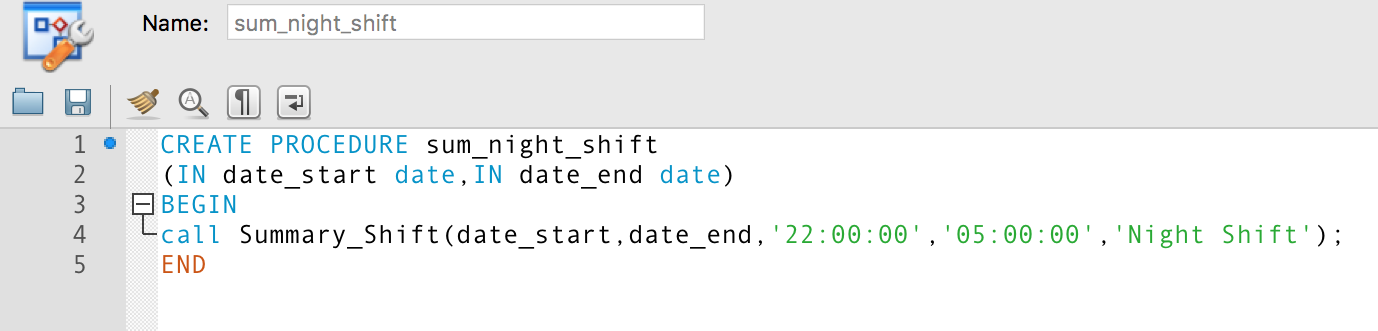 Name: sum_night_shift
1 CREATE PROCEDURE sum_night_shift
2 (IN date_start date,IN date_end date)
3 BEGIN
4 call Summary_Shift(date_start,date_end,'22:00:00','05:00:00','Night Shift');
5 END